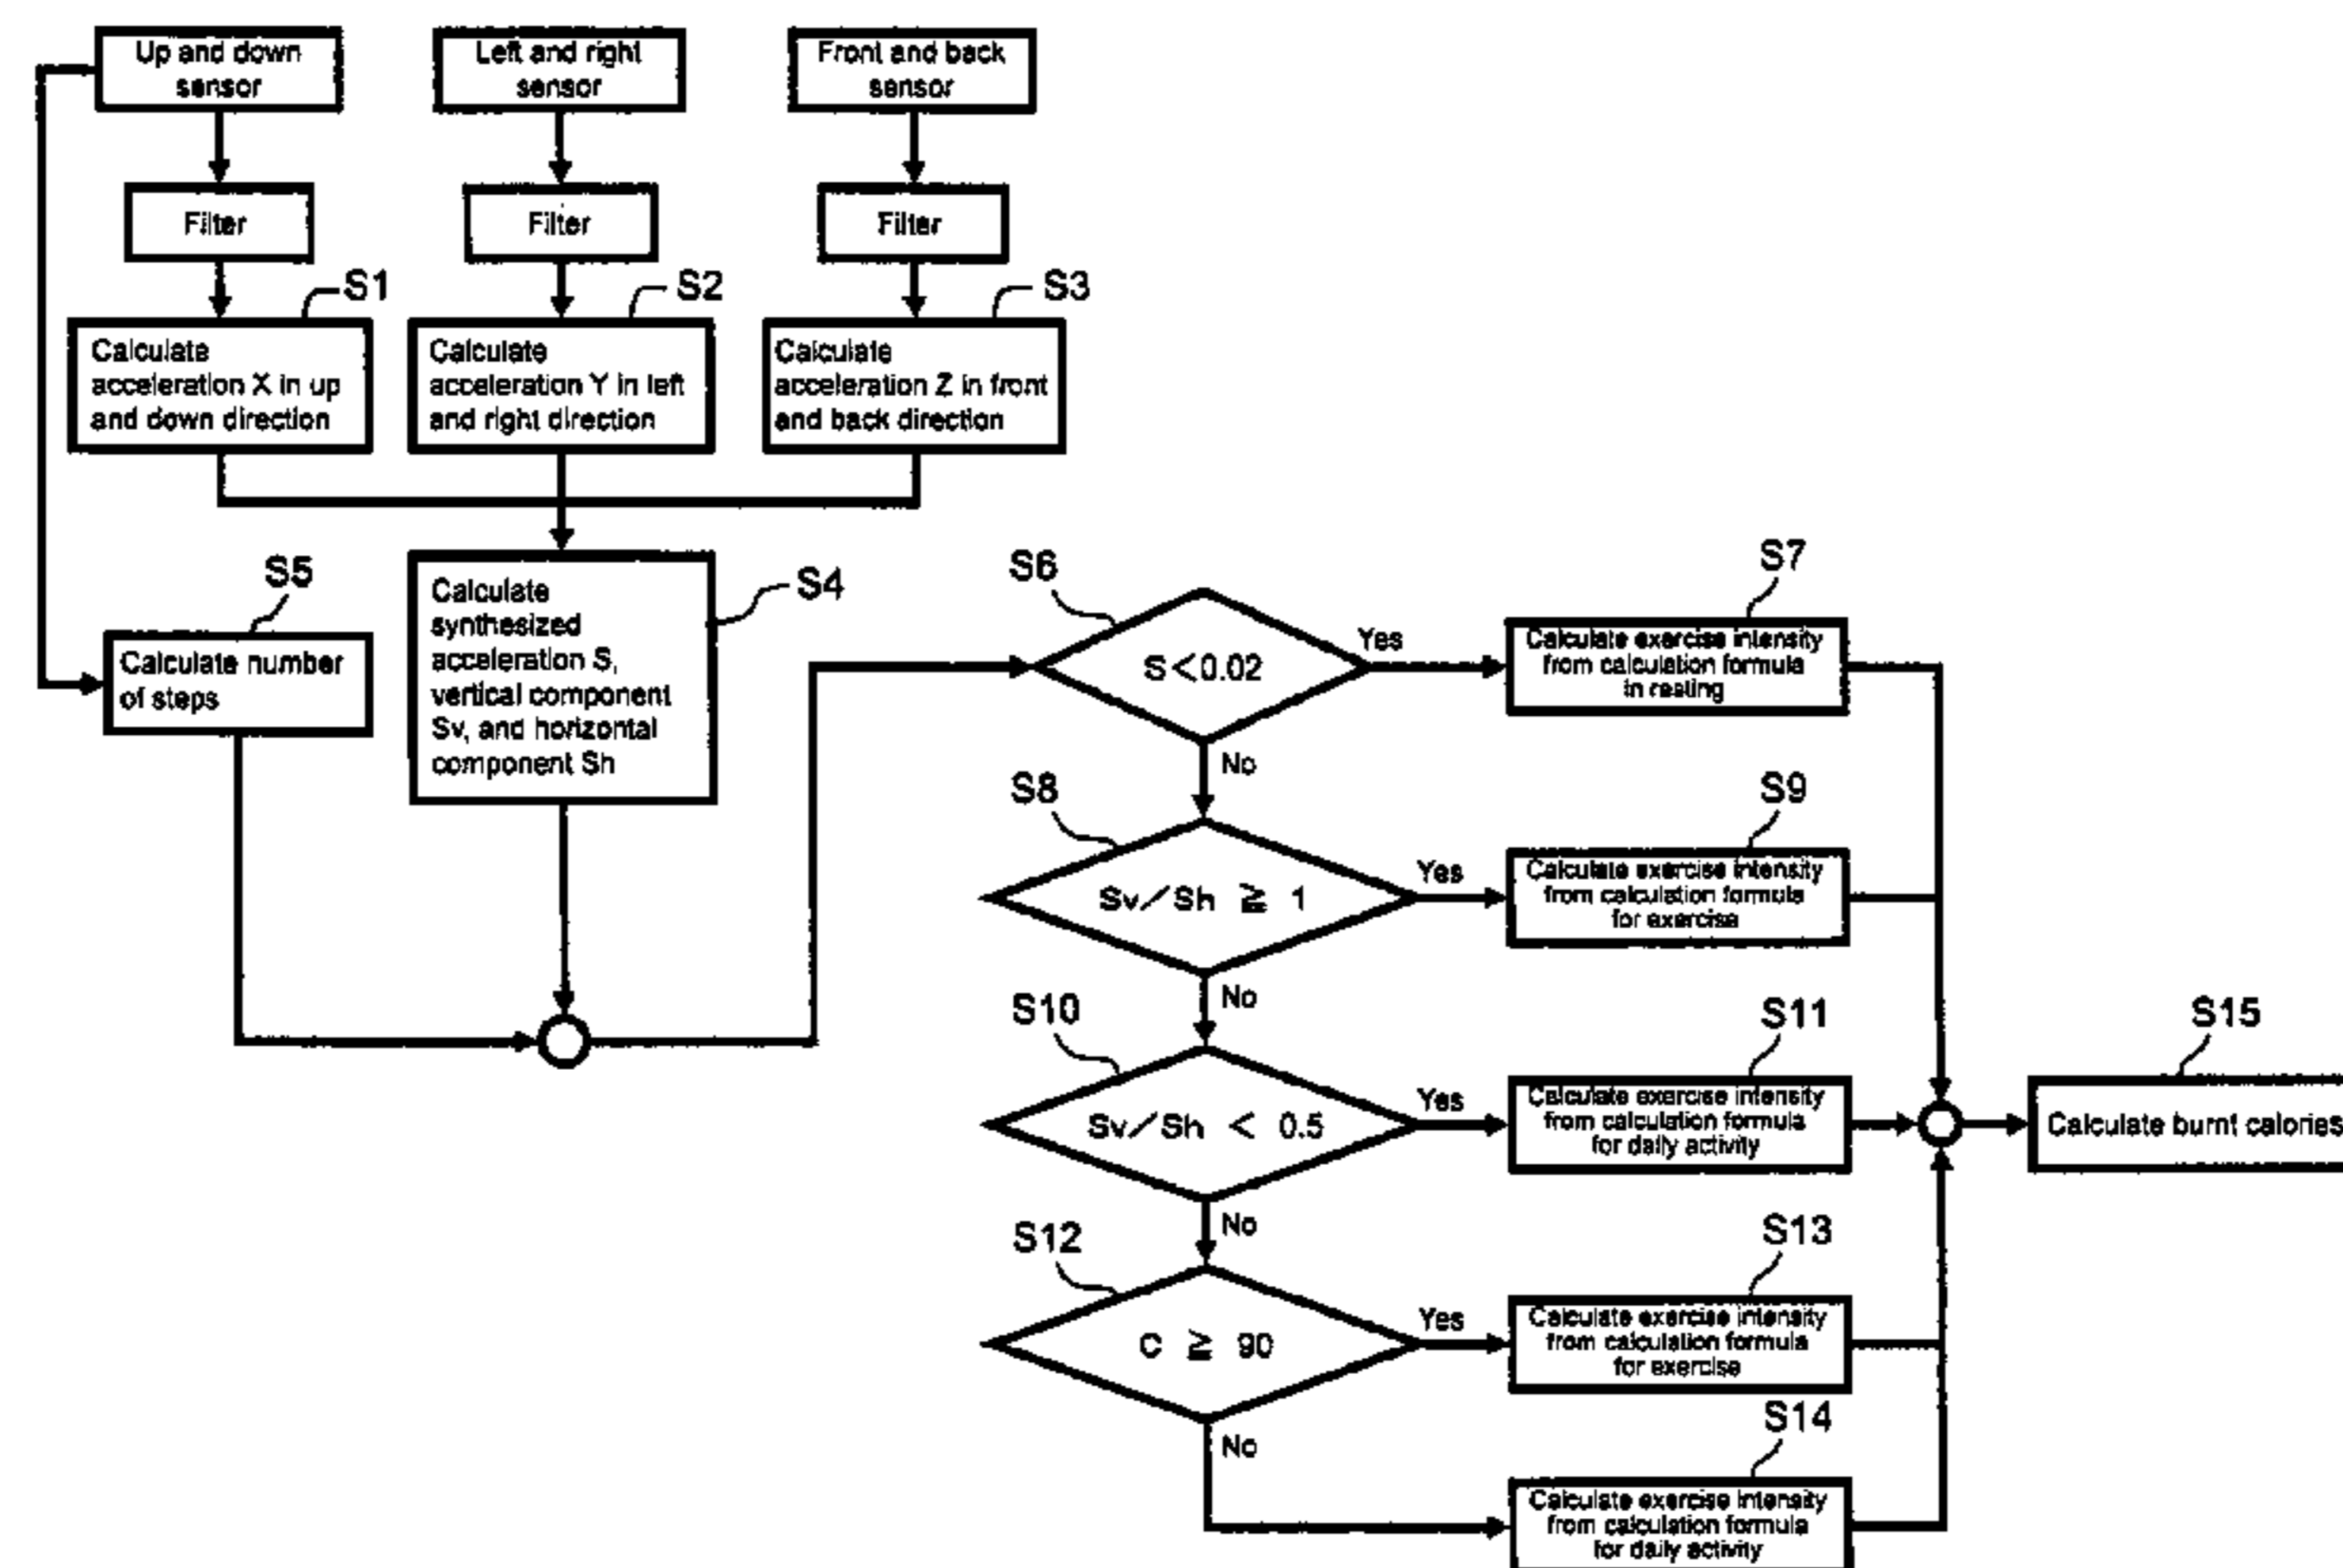 Up and down
sensor
Left and right
sensor
Front and back
sensor
Filter
Filter
Filter
S1
S2
S3
Calculate
acceleration X in up
and down direction
Calculate
acceleration Y in left
and right direction
Calculate
acceleration Z in front
and back direction
S5
Calculate number
of steps
S4
Calculate
synthesized
acceleration S,
vertical component
Sv, and horizontal
component Sh
S6
S<0.02
Yes
No
S7
Calculate exercise intensity
from calculation formula
in resting
S8
Sv/Sh ≧ 1
Yes
No
S9
Calculate exercise intensity
from calculation formula
for exercise
S10
Sv/Sh < 0.5
Yes
No
S11
Calculate exercise intensity
from calculation formula
for daily activity
S12
C ≧ 90
Yes
No
S13
Calculate exercise intensity
from calculation formula
for exercise
S14
Calculate exercise intensity
from calculation formula
for daily activity
S15
Calculate burnt calories